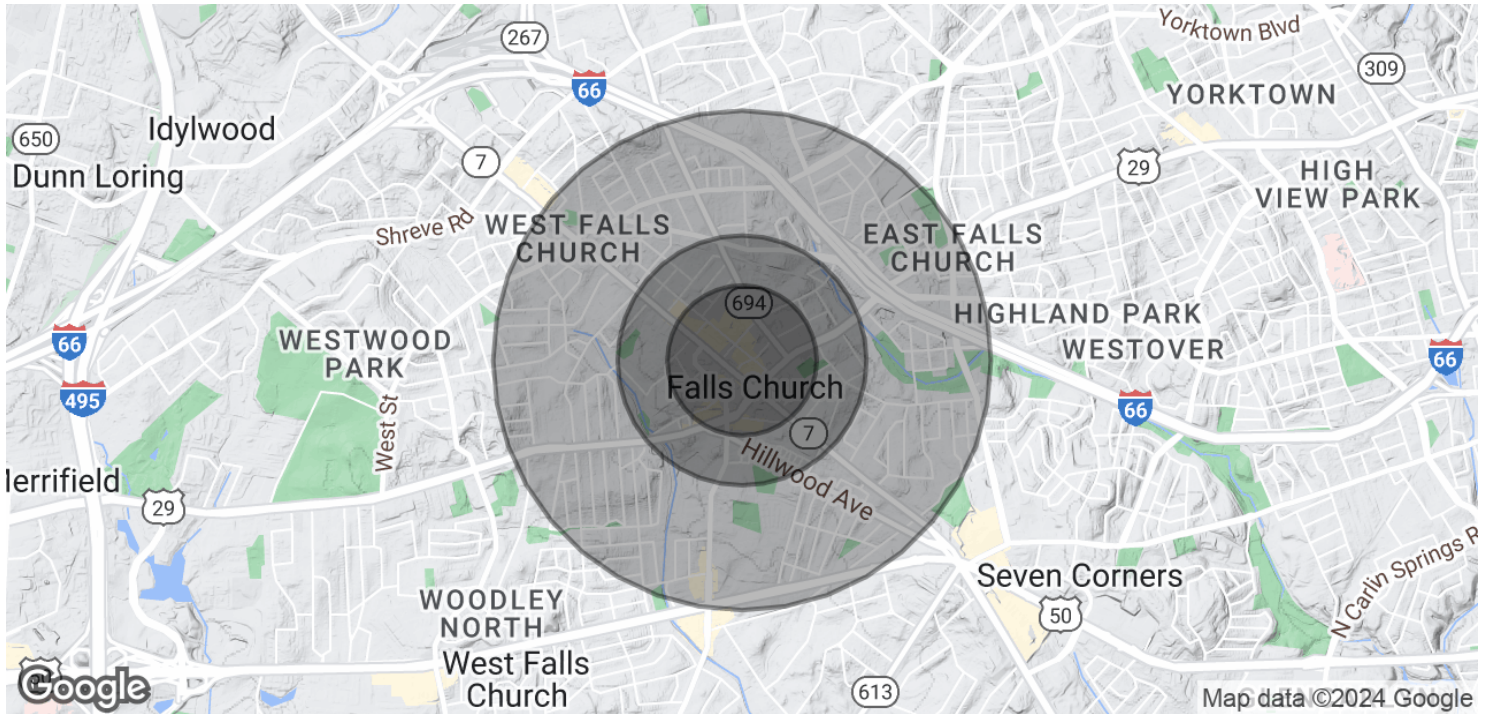 Yorktown Blvd
267
309
66
YORKTOWN
650
Idylwood
7
29
Dunn Loring
HIGH
VIEW PARK
Shreve Rd
WEST FALLS
CHURCH
EAST FALLS
CHURCH
694
HIGHLAND PARK
WESTWOOD
PARK
WESTOVER
66
66
495
Falls Church
66
West St
7
Hillwood Ave
Merrifield
29
Seven Corners
N Carlin Springs R
WOODLEY
NORTH
50
West Falls
Church
613
Google
Map data ©2024 Google